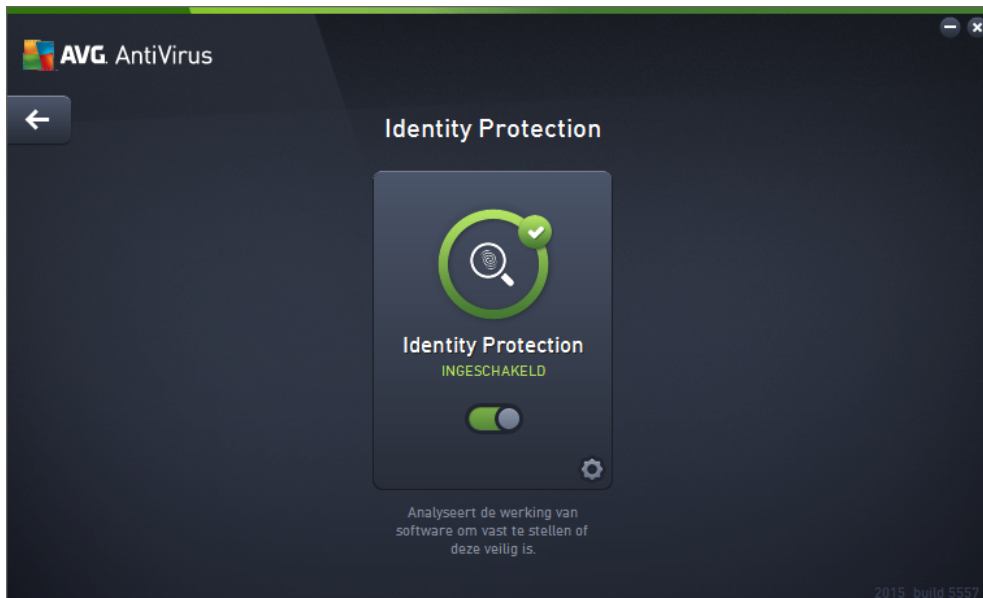 AVG. AntiVirus
Identity Protection
Identity Protection
INGESCHAKELD
Analyseert de werking van
software om vast te stellen of
deze veilig is.
2015 build 5557